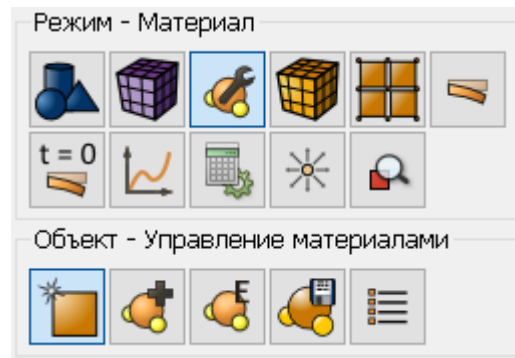 Режим - Материал
t = 0
Объект - Управление материалами
E